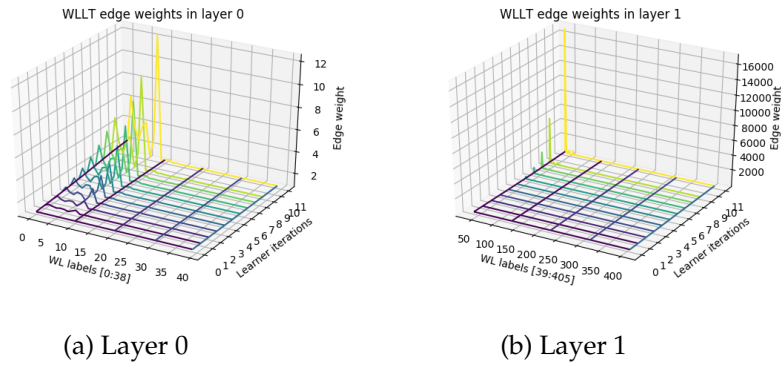 WLLT edge weights in layer 0
12
10
8
6
4
2
Edge weight
0 5 10 15 20 25 30 35 40
WL labels [0:38]
0 1 2 3 4 5 6 7 8 9 10 11
Learner iterations
(a) Layer 0
WLLT edge weights in layer 1
16000
14000
12000
10000
8000
6000
4000
2000
Edge weight
50 100 150 200 250 300 350 400
WL labels [39:405]
0 1 2 3 4 5 6 7 8 9 10 11
Learner iterations
(b) Layer 1